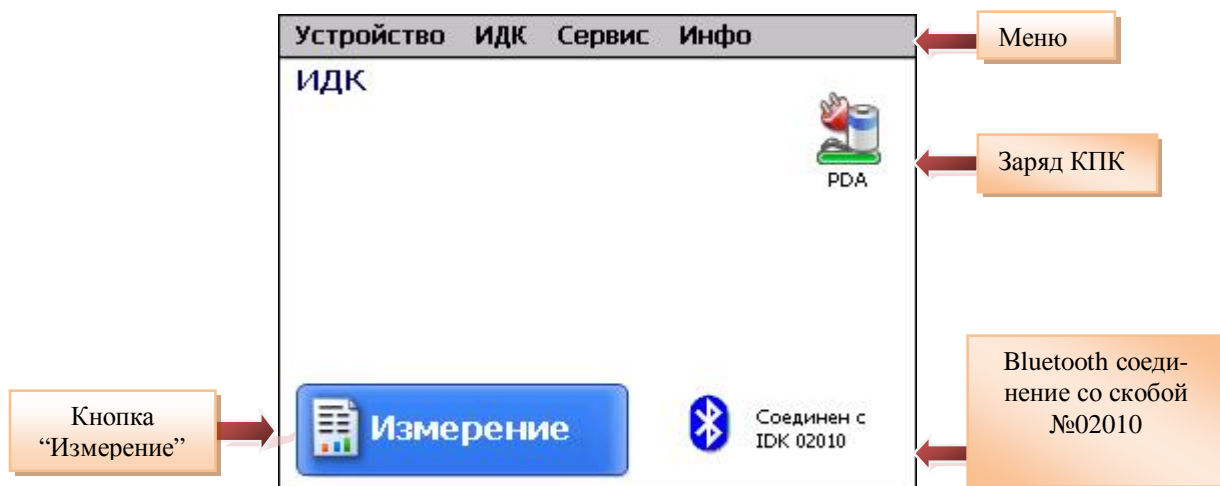 Устройство ИДК Сервис Инфо
Меню
ИДК
Заряд КПК
PDA
Bluetooth соеди-
нение со скобой
№02010
Кнопка
“Измерение”
Измерение
Соединен с
IDK 02010